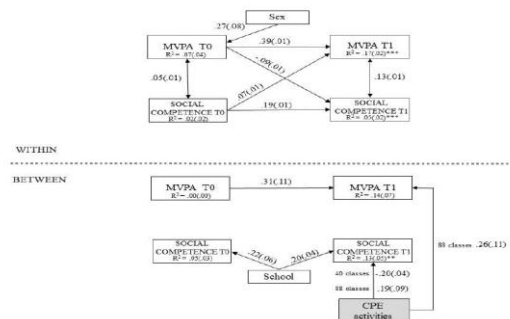 Sex
.27(.08)
MVPA T0
R² = .07(.04)
.39(.01)
MVPA T1
R² = .17(.02)***
-.09(.01)
.05(.01)
.07(.01)
.13(.01)
SOCIAL
COMPETENCE T0
R² = .02(.02)
.19(.01)
SOCIAL
COMPETENCE T1
R² = .05(.02)***
WITHIN
BETWEEN
MVPA T0
R² = .00(.00)
.31(.11)
MVPA T1
R² = .14(.07)
88 classes .26(.11)
SOCIAL
COMPETENCE T0
R² = .05(.03)
.22(.06)
.20(.04)
SOCIAL
COMPETENCE T1
R² = .13(.05)**
School
40 classes -.20(.04)
88 classes .19(.09)
CPE
activities